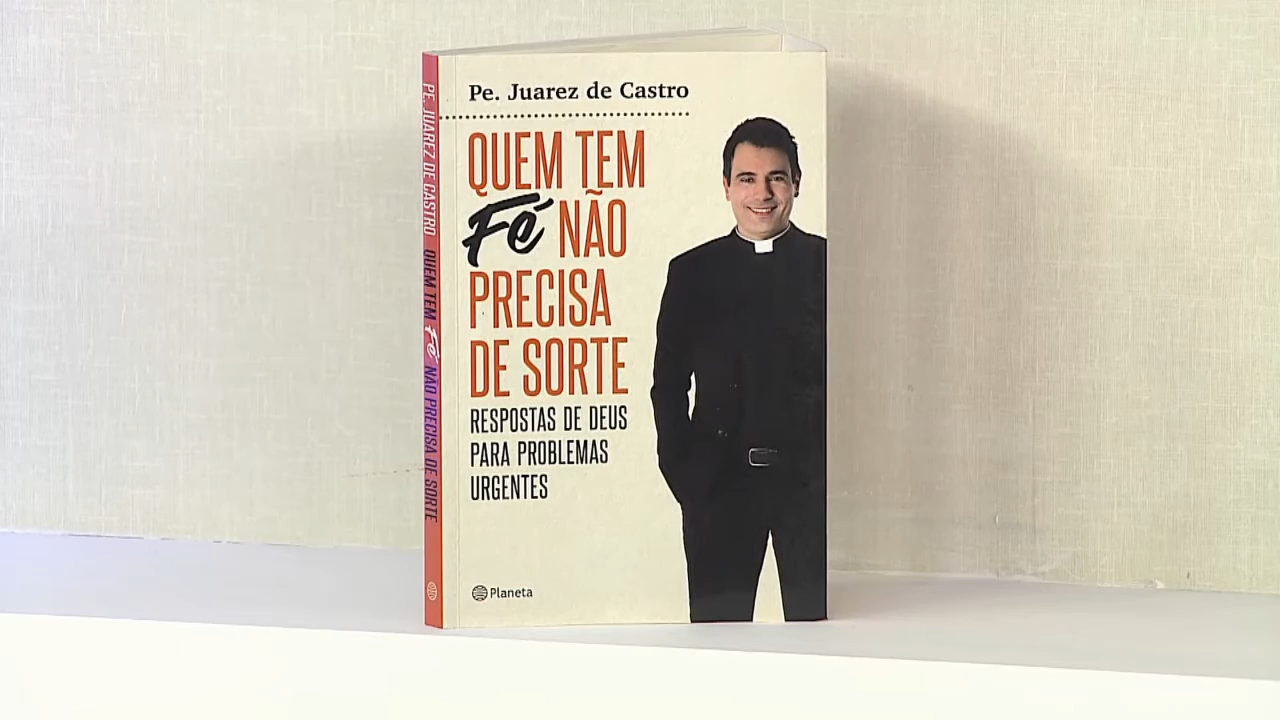 Pe. Juarez de Castro
QUEM TEM
Fé NÃO
PRECISA
DE SORTE
RESPOSTAS DE DEUS
PARA PROBLEMAS
URGENTES
Planeta
PE. JUAREZ DE CASTRO QUEM TEM Fé NÃO PRECISA DE SORTE